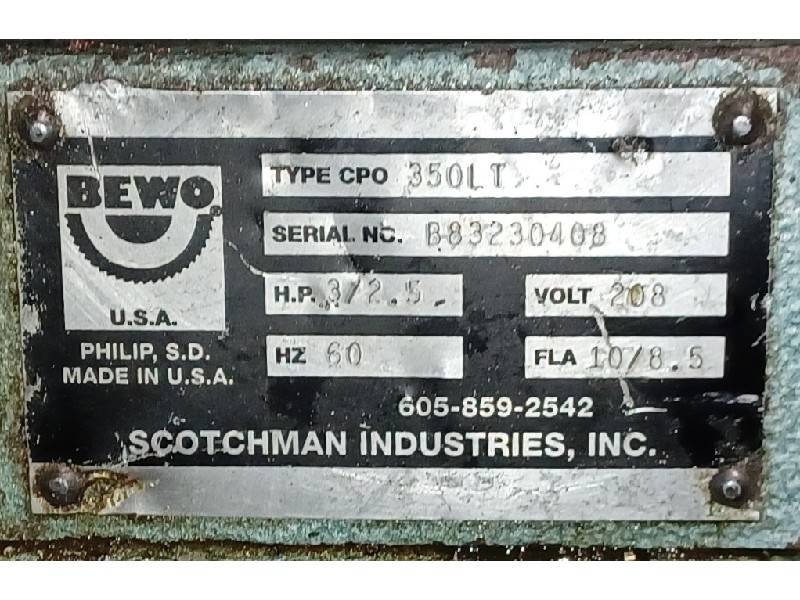 BEWO®
U.S.A.
PHILIP, S.D.
MADE IN U.S.A.
TYPE CPO 350LT
SERIAL NO. B83230408
H.P. 3/2.5
VOLT 208
HZ 60
FLA 10/8.5
605-859-2542
SCOTCHMAN INDUSTRIES, INC.